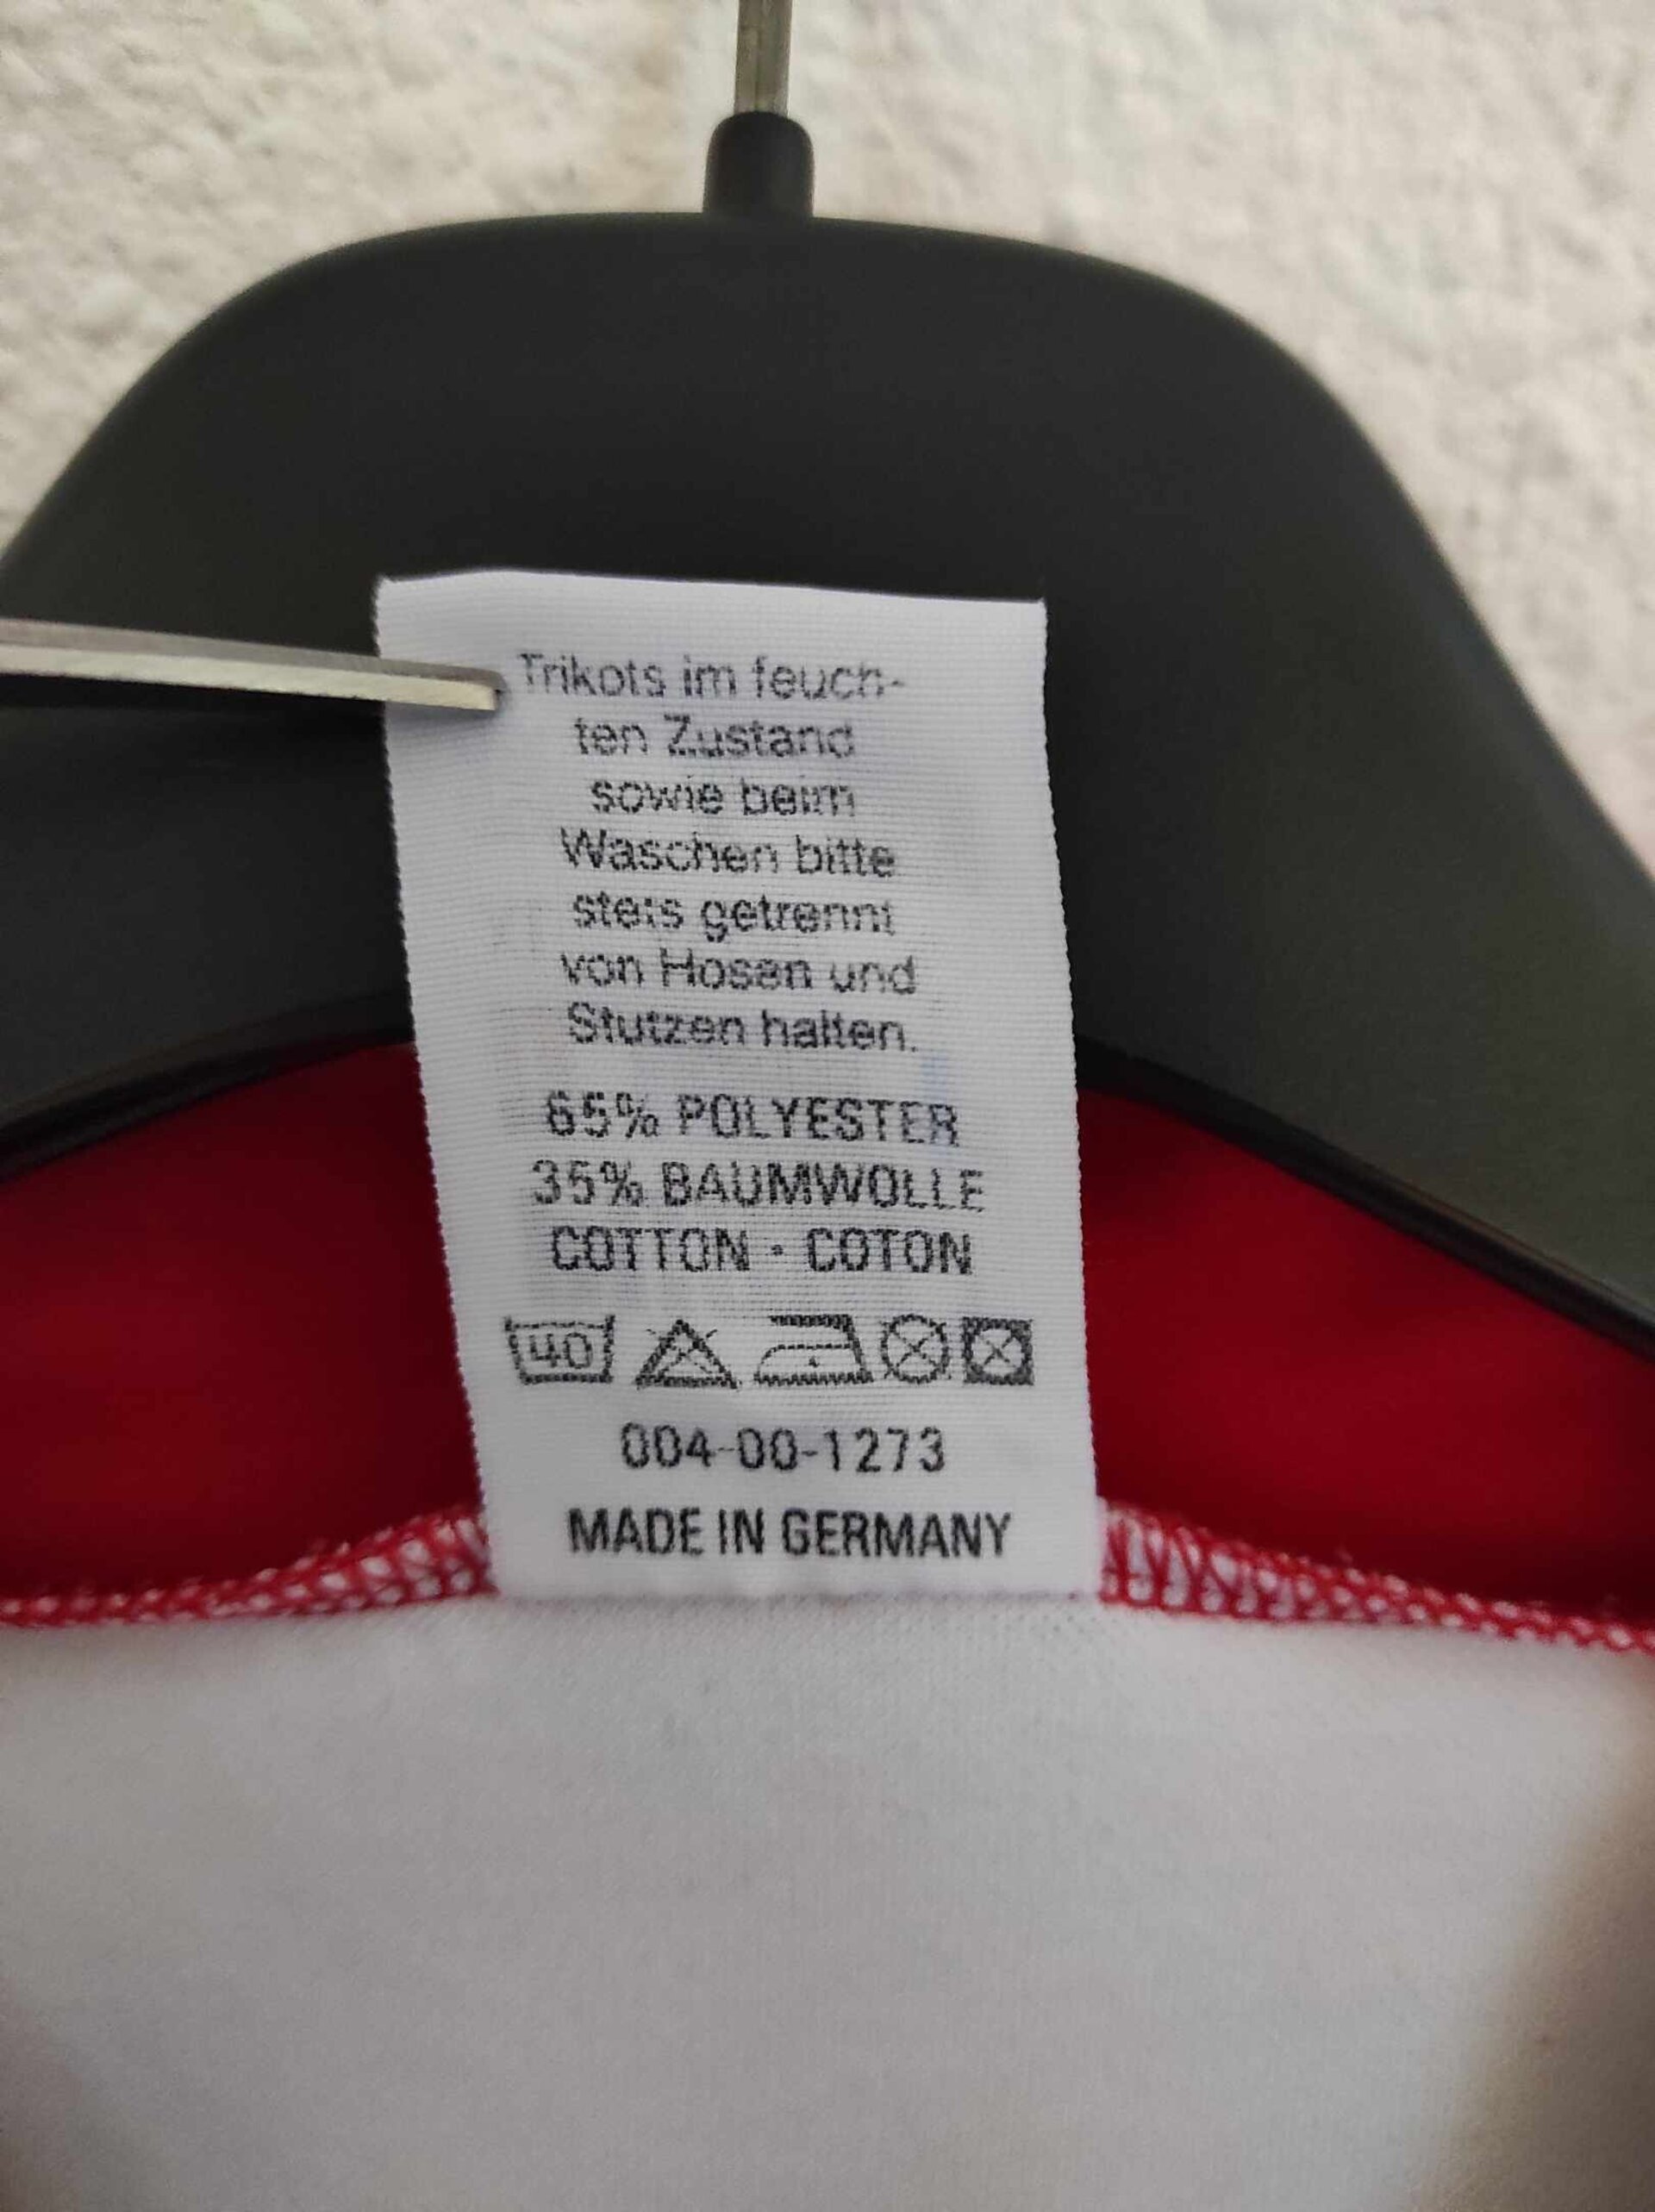 Trikots im feuch-
ten Zustand
sowie beim
Waschen bitte
stets getrennt
von Hosen und
Stutzen halten.
65% POLYESTER
35% BAUMWOLLE
COTTON · COTON
40
004-00-1273
MADE IN GERMANY